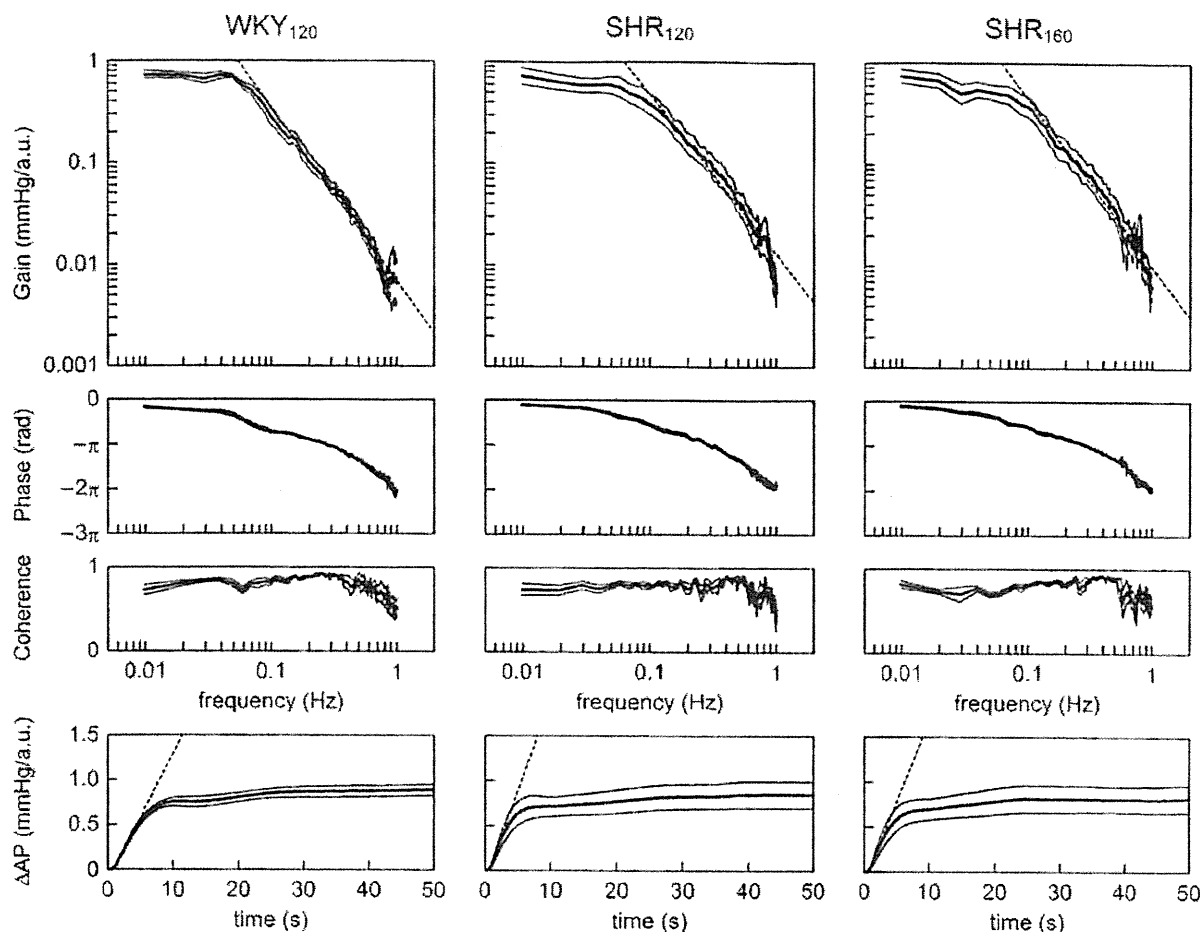 WKY120 SHR120 SHR160
Gain (mmHg/a.u.)
1
0.1
0.01
0.001
Phase (rad)
0
−π
−2π
−3π
Coherence
1
0
0.01 0.1 1 0.01 0.1 1 0.01 0.1 1
frequency (Hz) frequency (Hz) frequency (Hz)
ΔAP (mmHg/a.u.)
1.5
1.0
0.5
0
0 10 20 30 40 50 0 10 20 30 40 50 0 10 20 30 40 50
time (s) time (s) time (s)